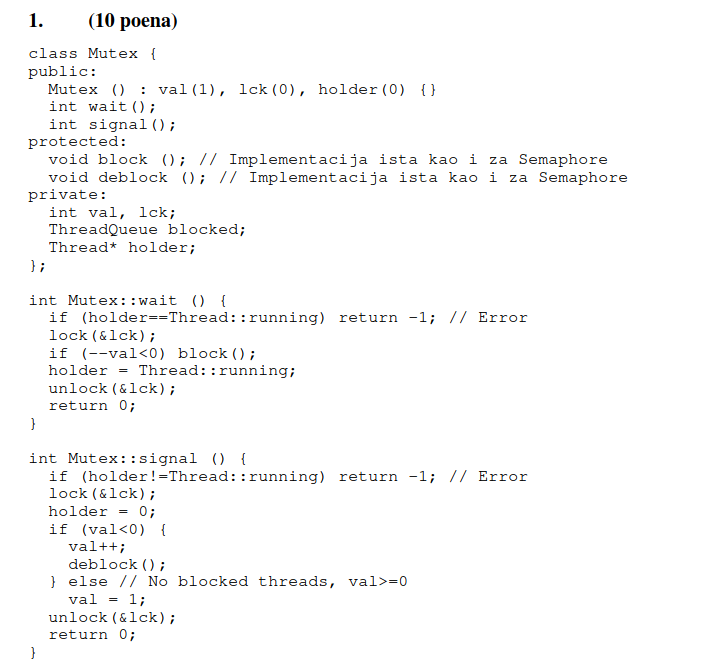 1. (10 poena)
class Mutex {
public:
  Mutex () : val(1), lck(0), holder(0) {}
  int wait();
  int signal();
protected:
  void block (); // Implementacija ista kao i za Semaphore
  void deblock (); // Implementacija ista kao i za Semaphore
private:
  int val, lck;
  ThreadQueue blocked;
  Thread* holder;
};

int Mutex::wait () {
  if (holder==Thread::running) return -1; // Error
  lock(&lck);
  if (--val<0) block();
  holder = Thread::running;
  unlock(&lck);
  return 0;
}

int Mutex::signal () {
  if (holder!=Thread::running) return -1; // Error
  lock(&lck);
  holder = 0;
  if (val<0) {
    val++;
    deblock();
  } else // No blocked threads, val>=0
    val = 1;
  unlock(&lck);
  return 0;
}